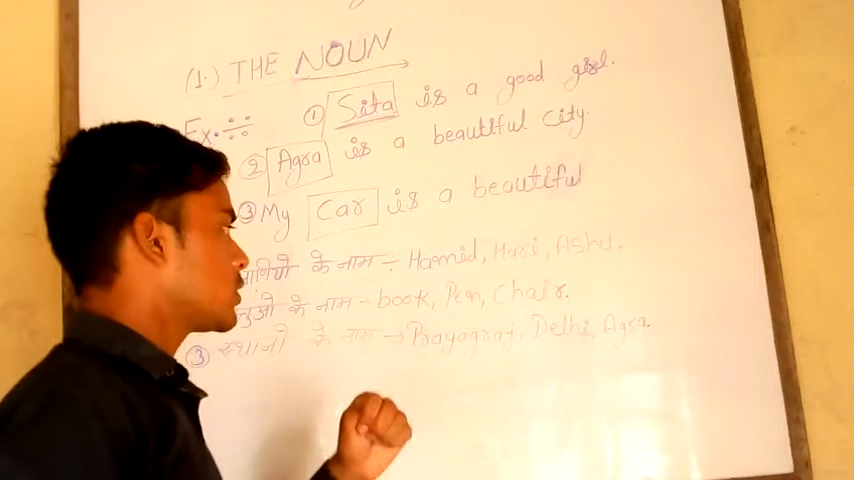 (1.) THE NOUN
Ex. ① Sita is a good girl.
② Agra is a beautiful city.
③ My Car is a beautiful
के नाम :- Hamid, Hari, Ashu.
के नाम - book, Pen, Chair.
③ स्थानो के नाम → Prayagraj, Delhi, Agra.